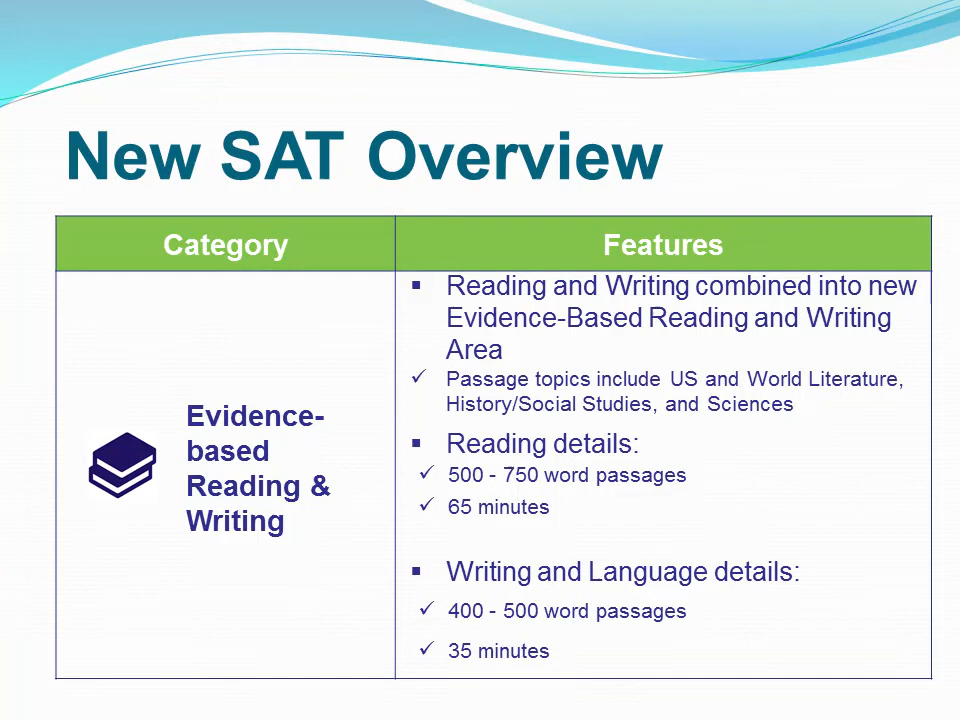 New SAT Overview
Category
Features
Evidence-
based
Reading &
Writing
▪ Reading and Writing combined into new
Evidence-Based Reading and Writing
Area
✓ Passage topics include US and World Literature,
History/Social Studies, and Sciences
▪ Reading details:
✓ 500 - 750 word passages
✓ 65 minutes
▪ Writing and Language details:
✓ 400 - 500 word passages
✓ 35 minutes